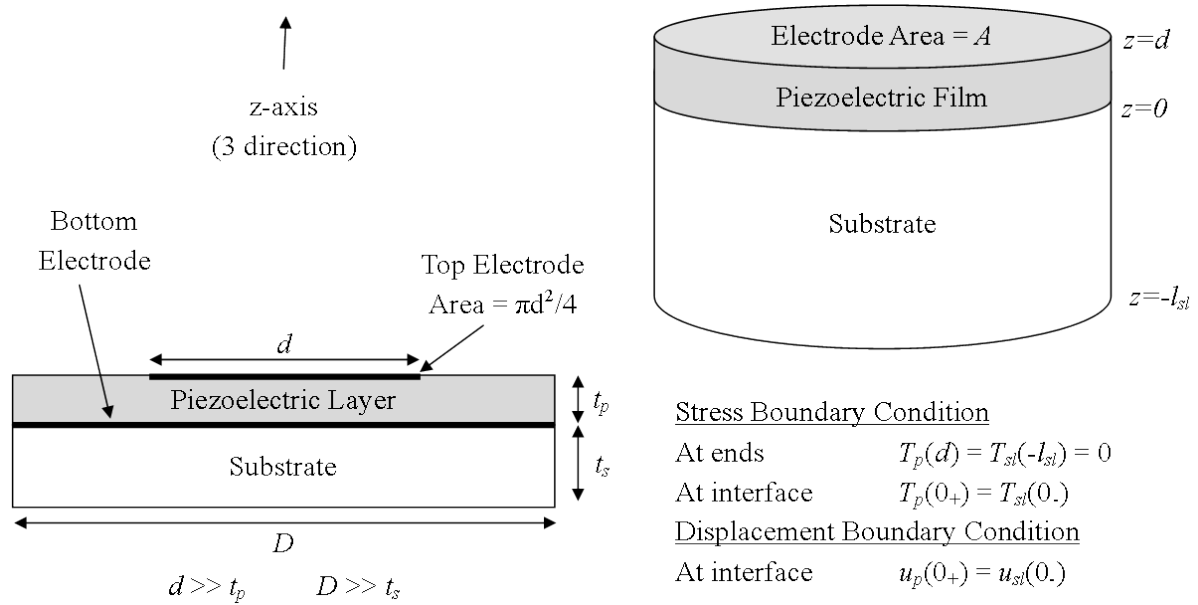 z-axis
(3 direction)
Bottom
Electrode
Top Electrode
Area = πd²/4
d
Piezoelectric Layer
t_p
Substrate
t_s
D
d >> t_p D >> t_s
Electrode Area = A
z=d
Piezoelectric Film
z=0
Substrate
z=-l_sl
Stress Boundary Condition
At ends T_p(d) = T_sl(-l_sl) = 0
At interface T_p(0₊) = T_sl(0₋)
Displacement Boundary Condition
At interface u_p(0₊) = u_sl(0₋)